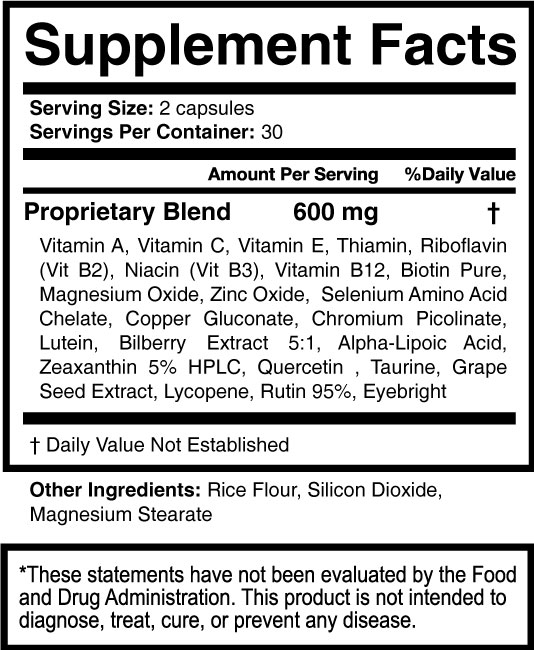 Supplement Facts
Serving Size: 2 capsules
Servings Per Container: 30
Amount Per Serving %Daily Value
Proprietary Blend 600 mg †
Vitamin A, Vitamin C, Vitamin E, Thiamin, Riboflavin
(Vit B2), Niacin (Vit B3), Vitamin B12, Biotin Pure,
Magnesium Oxide, Zinc Oxide, Selenium Amino Acid
Chelate, Copper Gluconate, Chromium Picolinate,
Lutein, Bilberry Extract 5:1, Alpha-Lipoic Acid,
Zeaxanthin 5% HPLC, Quercetin , Taurine, Grape
Seed Extract, Lycopene, Rutin 95%, Eyebright
† Daily Value Not Established
Other Ingredients: Rice Flour, Silicon Dioxide,
Magnesium Stearate
*These statements have not been evaluated by the Food
and Drug Administration. This product is not intended to
diagnose, treat, cure, or prevent any disease.